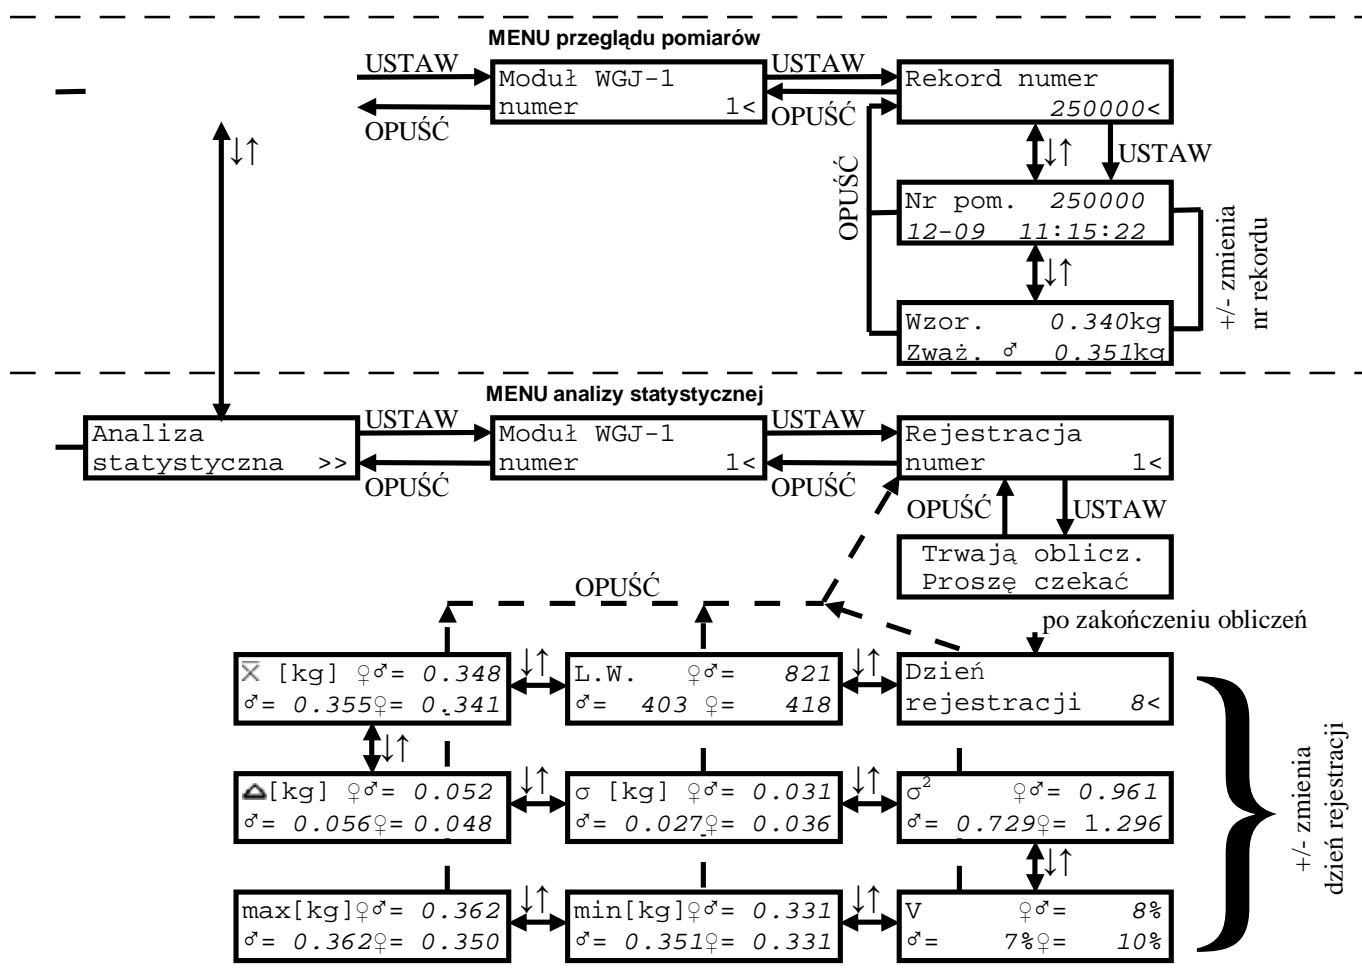 MENU przeglądu pomiarów
USTAW
OPUŚĆ
Moduł WGJ-1
numer 1<
USTAW
OPUŚĆ
Rekord numer
250000<
↓↑
↓↑
USTAW
OPUŚĆ
Nr pom. 250000
12-09 11:15:22
↓↑
+/- zmienia
nr rekordu
Wzor. 0.340kg
Zważ. ♂ 0.351kg
MENU analizy statystycznej
Analiza
statystyczna >>
USTAW
OPUŚĆ
Moduł WGJ-1
numer 1<
USTAW
OPUŚĆ
Rejestracja
numer 1<
OPUŚĆ
USTAW
Trwają oblicz.
Proszę czekać
OPUŚĆ
po zakończeniu obliczeń
x̅ [kg] ♀♂= 0.348
♂= 0.355♀= 0.341
↓↑
L.W. ♀♂= 821
♂= 403 ♀= 418
↓↑
Dzień
rejestracji 8<
↓↑
△[kg] ♀♂= 0.052
♂= 0.056♀= 0.048
↓↑
σ [kg] ♀♂= 0.031
♂= 0.027♀= 0.036
↓↑
σ² ♀♂= 0.961
♂= 0.729♀= 1.296
↓↑
+/- zmienia
dzień rejestracji
max[kg]♀♂= 0.362
♂= 0.362♀= 0.350
↓↑
min[kg]♀♂= 0.331
♂= 0.351♀= 0.331
↓↑
V ♀♂= 8%
♂= 7%♀= 10%